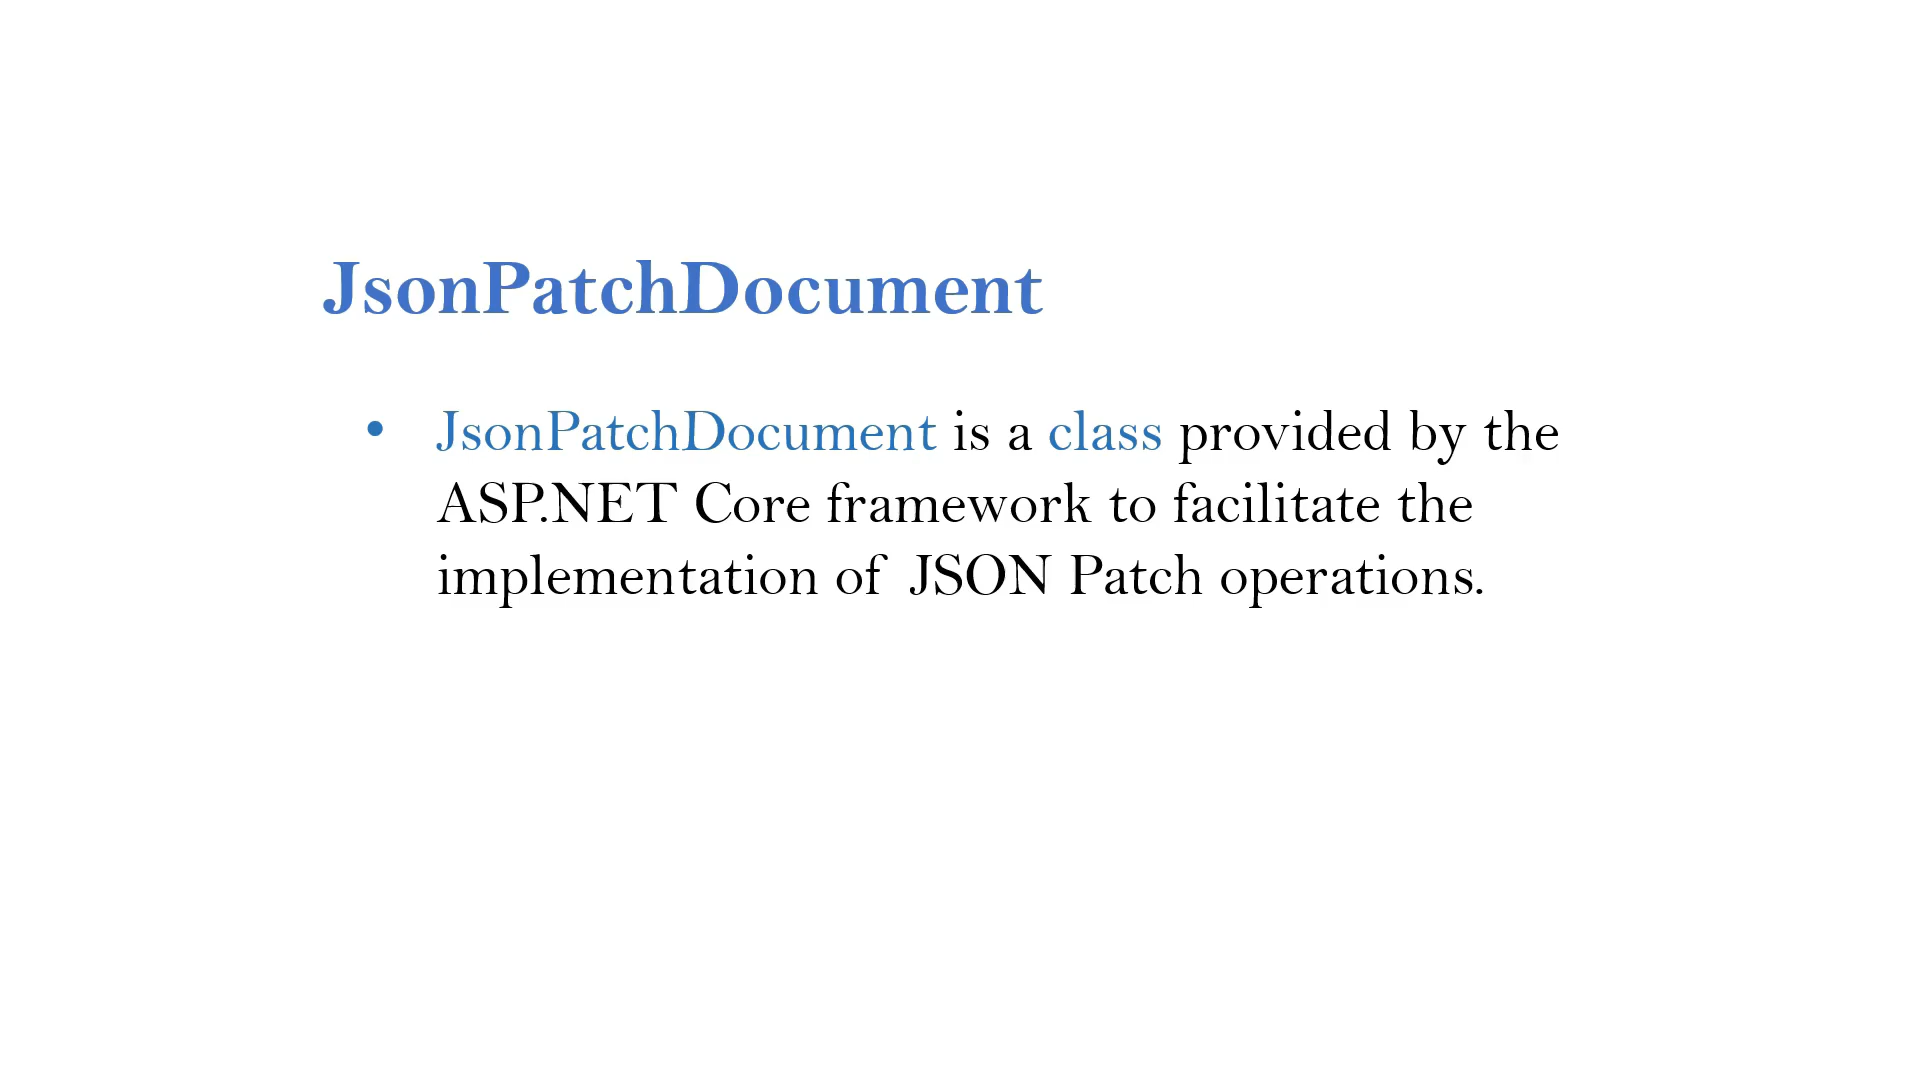 JsonPatchDocument
• JsonPatchDocument is a class provided by the
ASP.NET Core framework to facilitate the
implementation of JSON Patch operations.